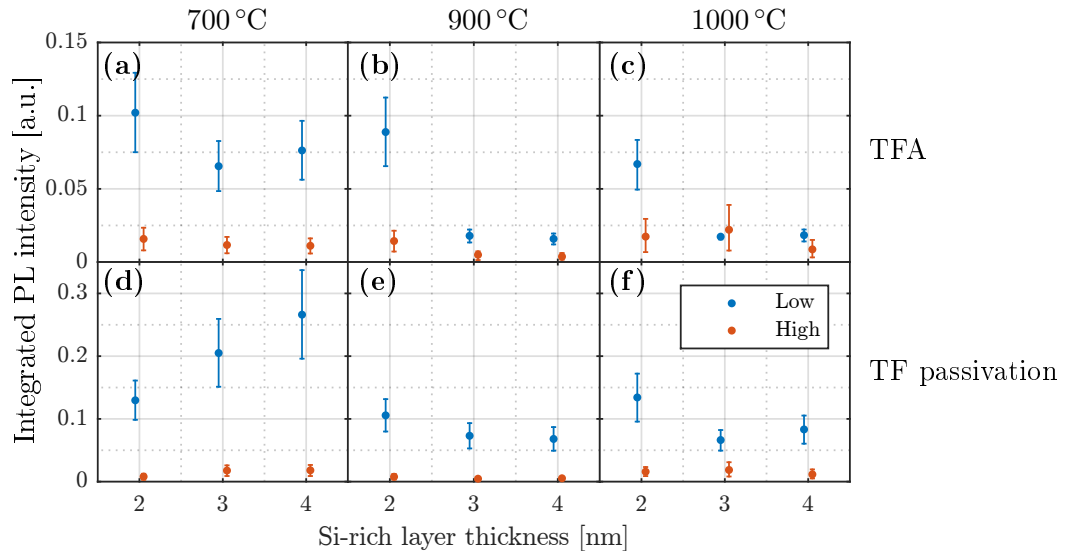 700 °C 900 °C 1000 °C
Integrated PL intensity [a.u.]
0.15
0.1
0.05
0
(a) (b) (c)
TFA
0.3
0.2
0.1
0
(d) (e) (f)
Low
High
TF passivation
2 3 4 2 3 4 2 3 4
Si-rich layer thickness [nm]